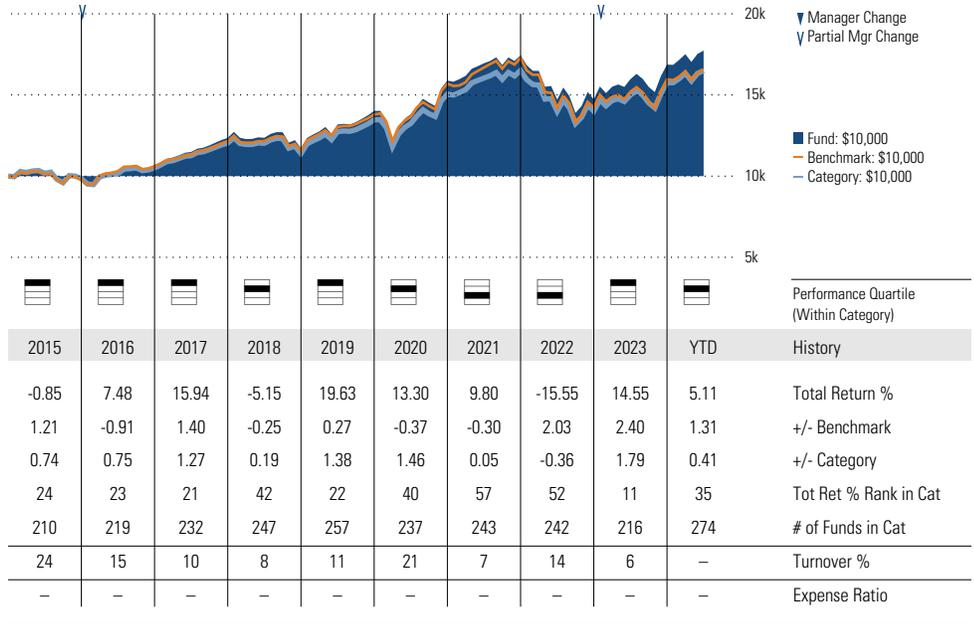 20k
15k
10k
5k
Manager Change
Partial Mgr Change
Fund: $10,000
Benchmark: $10,000
Category: $10,000
Performance Quartile
(Within Category)
2015 2016 2017 2018 2019 2020 2021 2022 2023 YTD History
-0.85 7.48 15.94 -5.15 19.63 13.30 9.80 -15.55 14.55 5.11 Total Return %
1.21 -0.91 1.40 -0.25 0.27 -0.37 -0.30 2.03 2.40 1.31 +/- Benchmark
0.74 0.75 1.27 0.19 1.38 1.46 0.05 -0.36 1.79 0.41 +/- Category
24 23 21 42 22 40 57 52 11 35 Tot Ret % Rank in Cat
210 219 232 247 257 237 243 242 216 274 # of Funds in Cat
24 15 10 8 11 21 7 14 6 – Turnover %
– – – – – – – – – – Expense Ratio